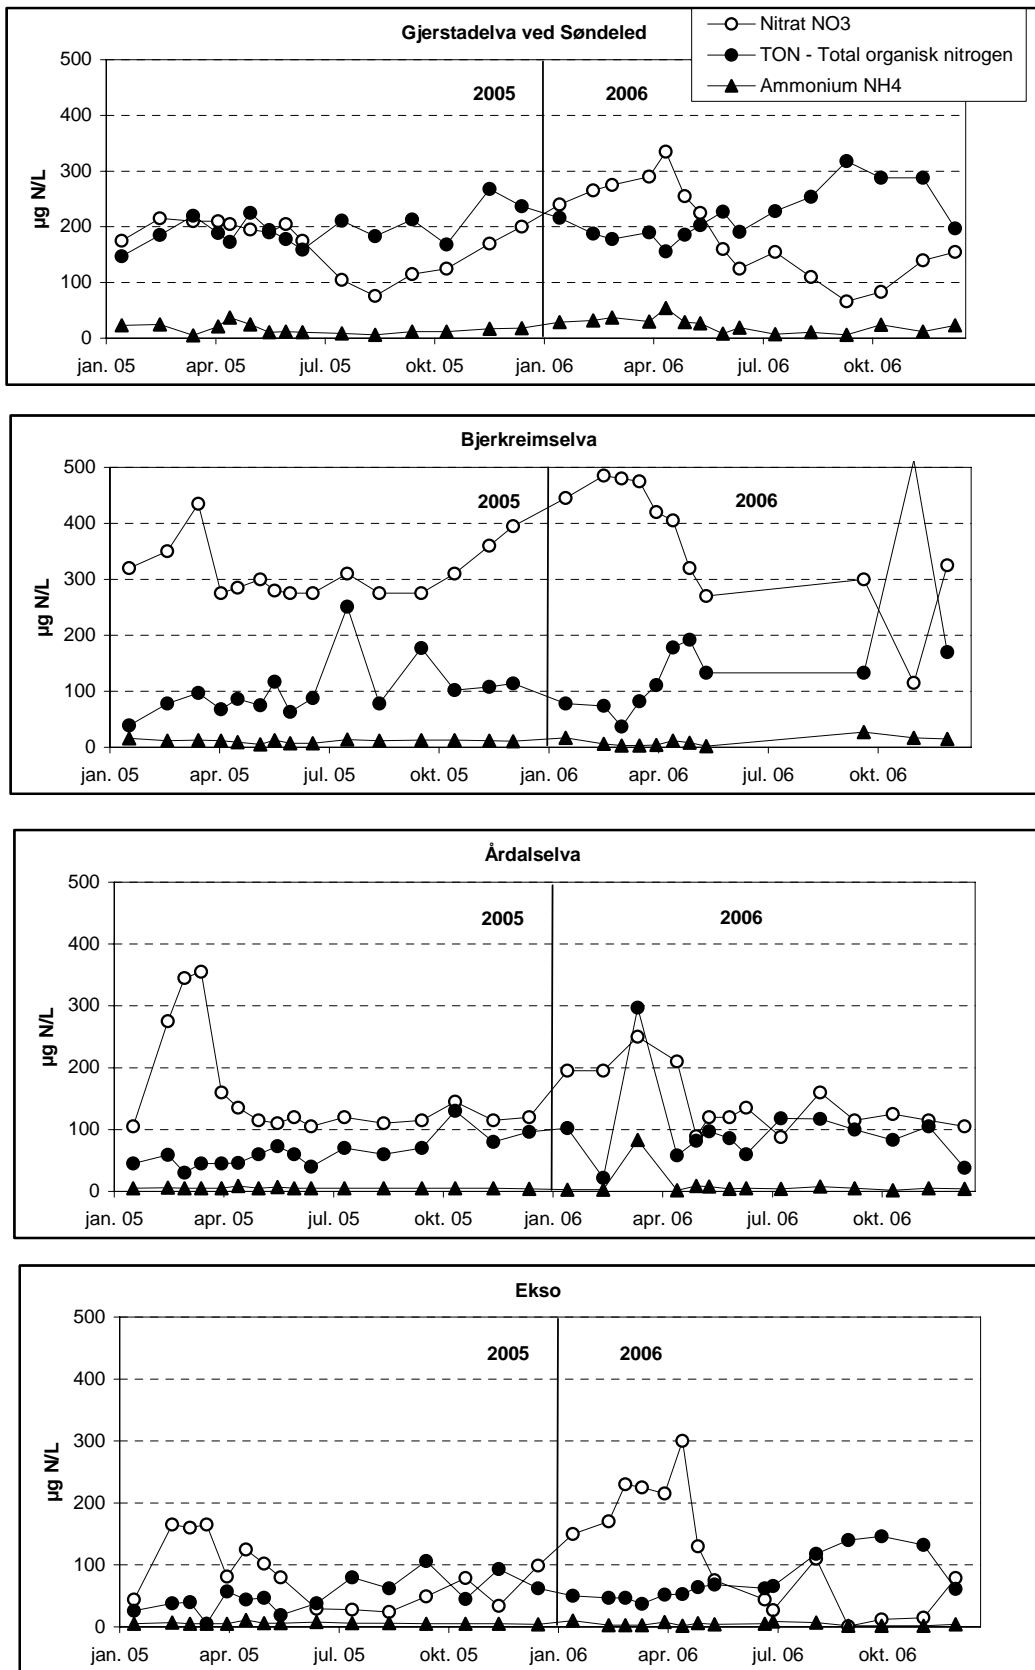 Gjerstadelva ved Søndeled
Nitrat NO3
TON - Total organisk nitrogen
Ammonium NH4
2005
2006
µg N/L
500
400
300
200
100
0
jan. 05 apr. 05 jul. 05 okt. 05 jan. 06 apr. 06 jul. 06 okt. 06
Bjerkreimselva
2005
2006
µg N/L
500
400
300
200
100
0
jan. 05 apr. 05 jul. 05 okt. 05 jan. 06 apr. 06 jul. 06 okt. 06
Årdalselva
2005
2006
µg N/L
500
400
300
200
100
0
jan. 05 apr. 05 jul. 05 okt. 05 jan. 06 apr. 06 jul. 06 okt. 06
Ekso
2005
2006
µg N/L
500
400
300
200
100
0
jan. 05 apr. 05 jul. 05 okt. 05 jan. 06 apr. 06 jul. 06 okt. 06